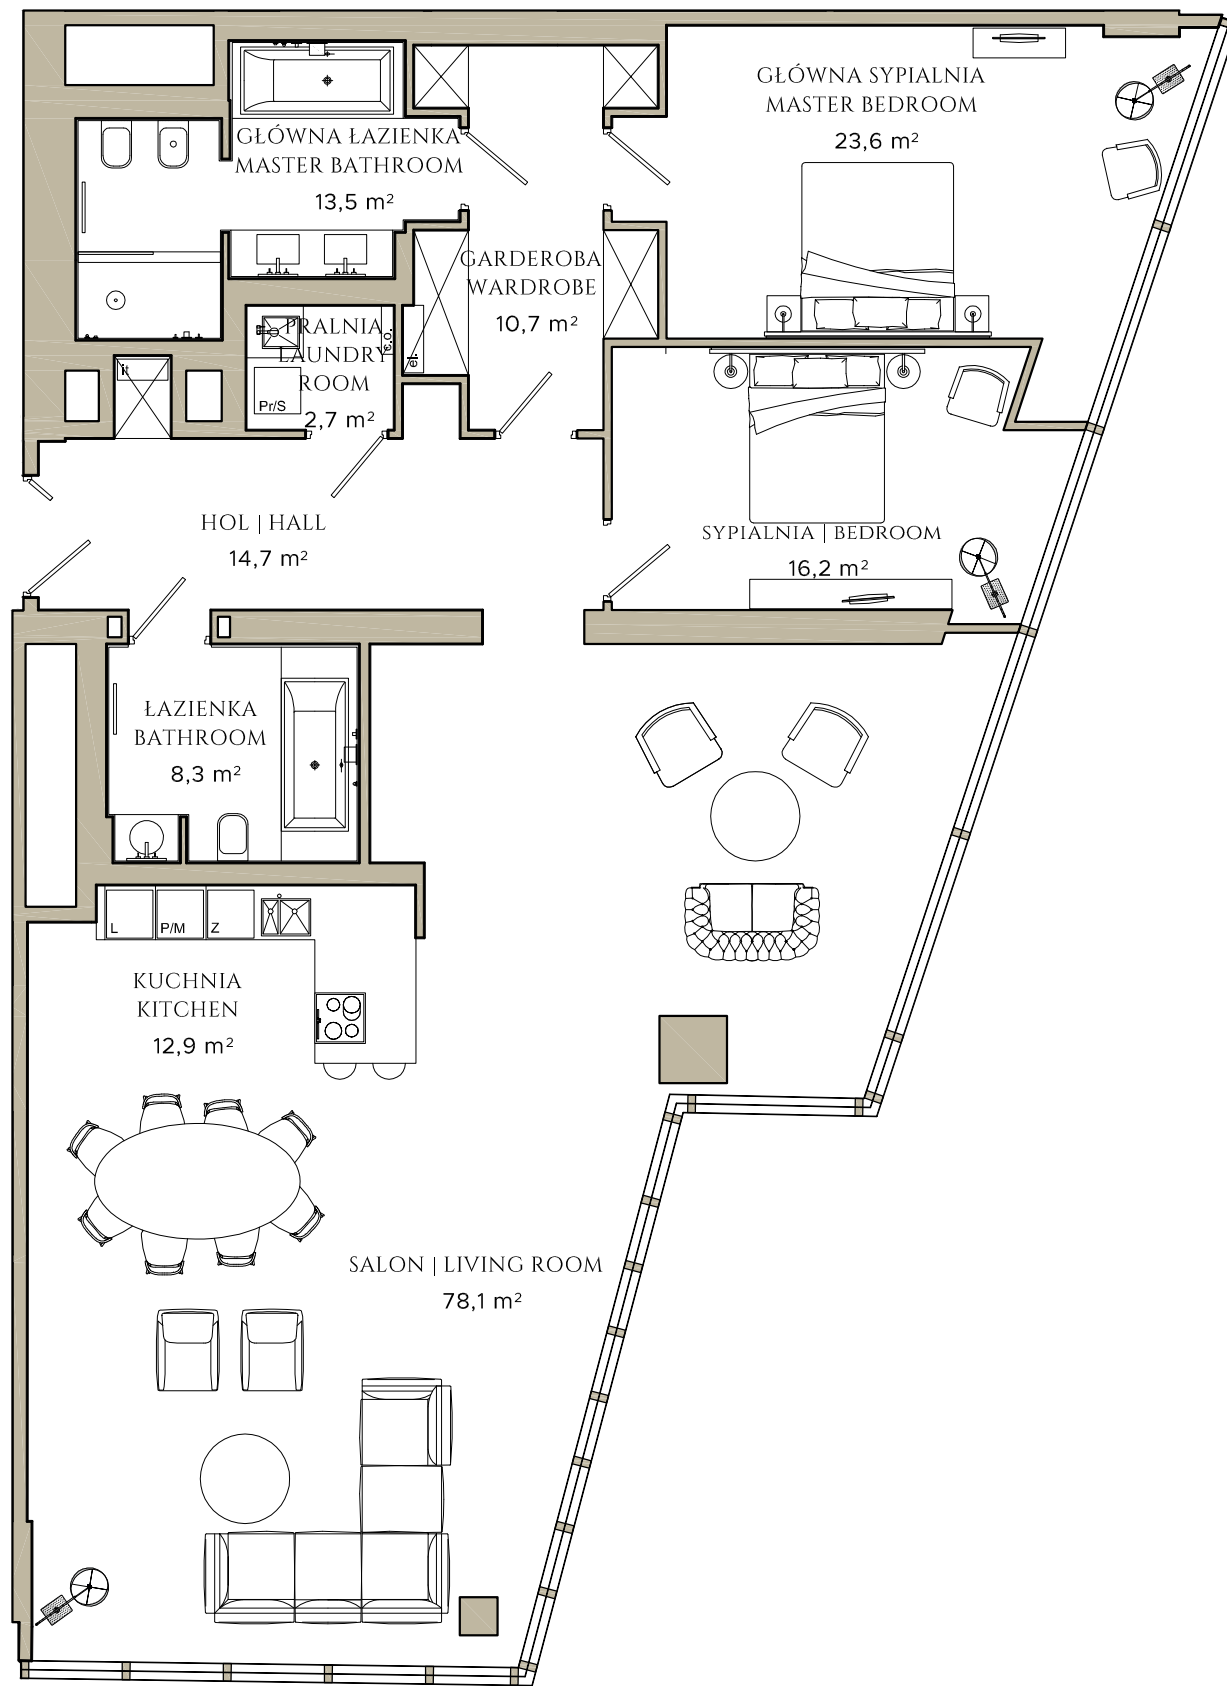 GŁÓWNA SYPIALNIA
MASTER BEDROOM
23,6 m²
GŁÓWNA ŁAZIENKA
MASTER BATHROOM
13,5 m²
GARDEROBA
WARDROBE
10,7 m²
PRALNIA
LAUNDRY
ROOM
2,7 m²
c.o.
el.
it
Pr/S
HOL | HALL
14,7 m²
SYPIALNIA | BEDROOM
16,2 m²
ŁAZIENKA
BATHROOM
8,3 m²
L
P/M
Z
KUCHNIA
KITCHEN
12,9 m²
SALON | LIVING ROOM
78,1 m²